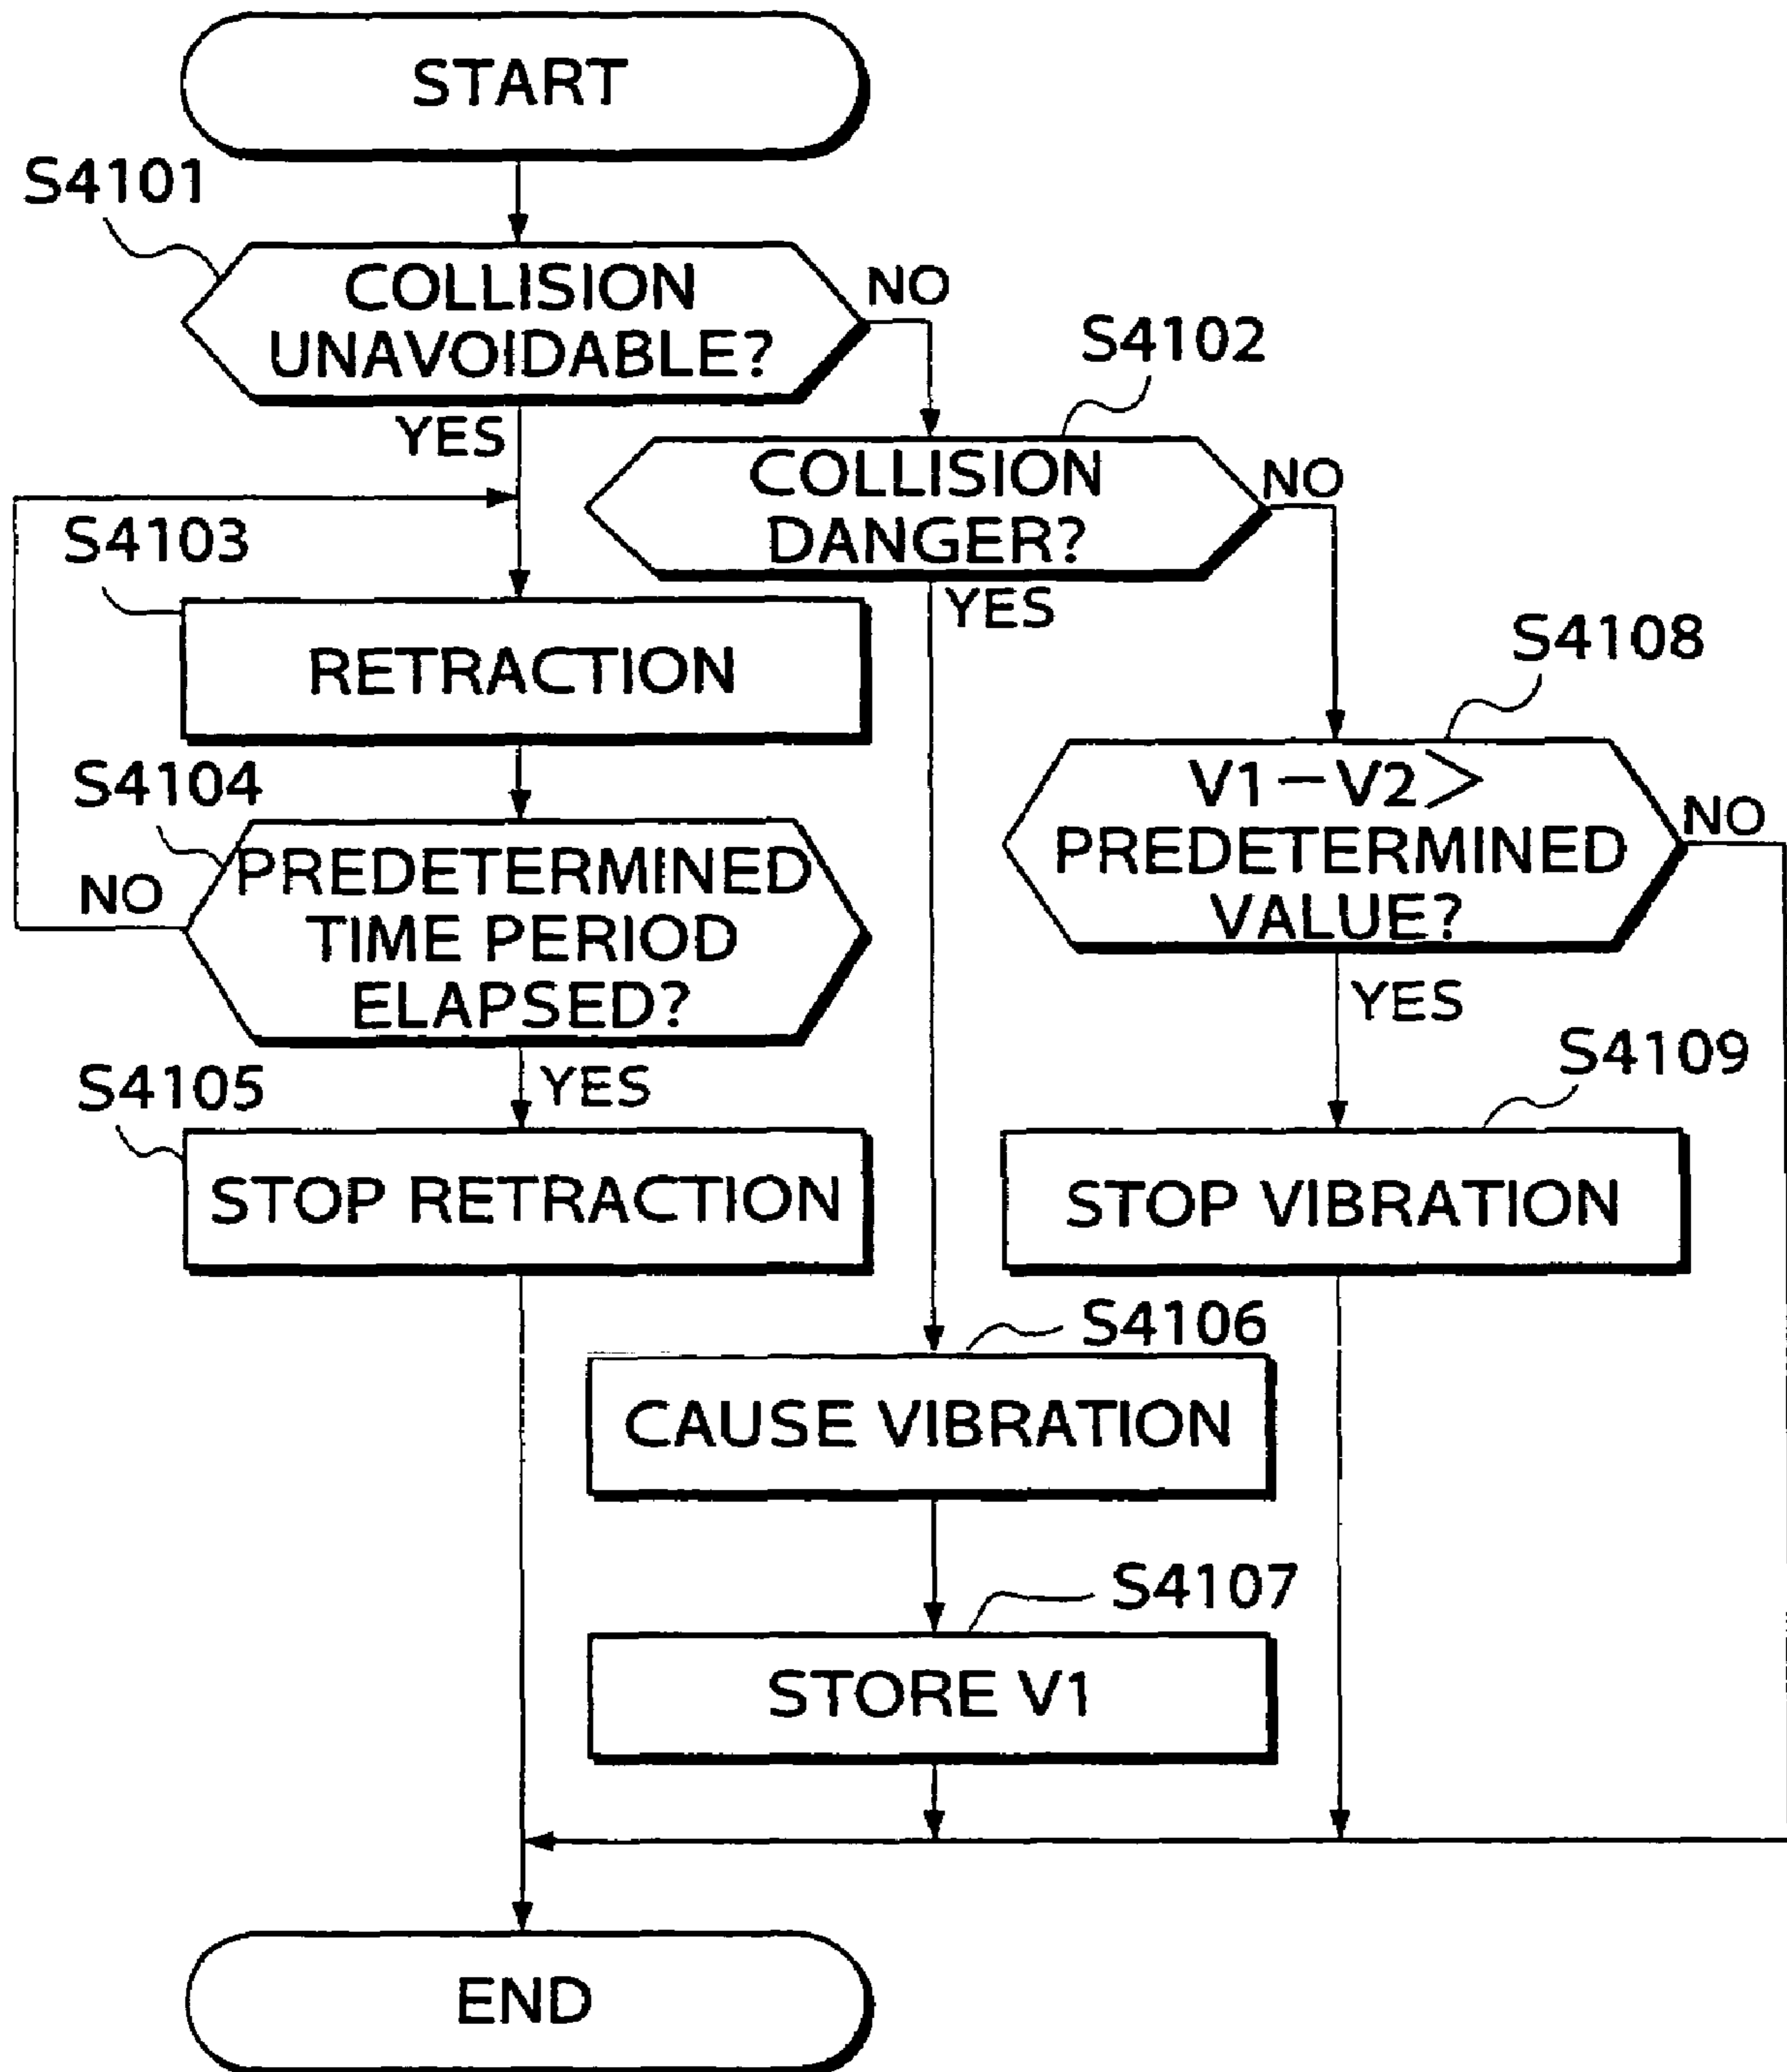 START
S4101
COLLISION
UNAVOIDABLE?
NO
YES
S4102
COLLISION
DANGER?
NO
YES
S4103
RETRACTION
S4108
V1−V2>
PREDETERMINED
VALUE?
NO
YES
S4104
PREDETERMINED
TIME PERIOD
ELAPSED?
NO
YES
S4105
STOP RETRACTION
S4109
STOP VIBRATION
S4106
CAUSE VIBRATION
S4107
STORE V1
END